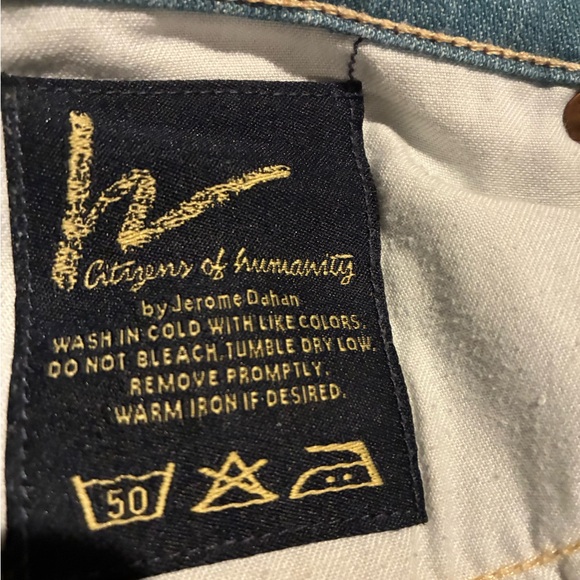 h
Citizens of humanity
by Jerome Dahan
WASH IN COLD WITH LIKE COLORS.
DO NOT BLEACH. TUMBLE DRY LOW.
REMOVE PROMPTLY.
WARM IRON IF DESIRED.
50